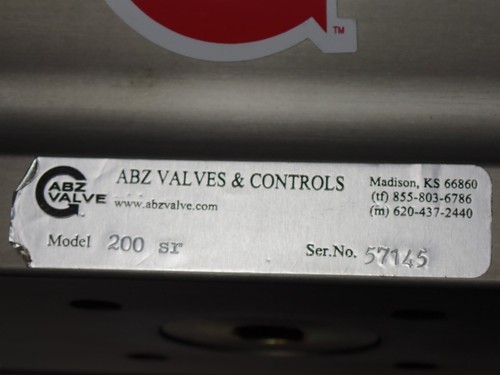 TM
ABZ
VALVE
ABZ VALVES & CONTROLS
www.abzvalve.com
Madison, KS 66860
(tf) 855-803-6786
(m) 620-437-2440
Model 200 sr
Ser.No. 57145